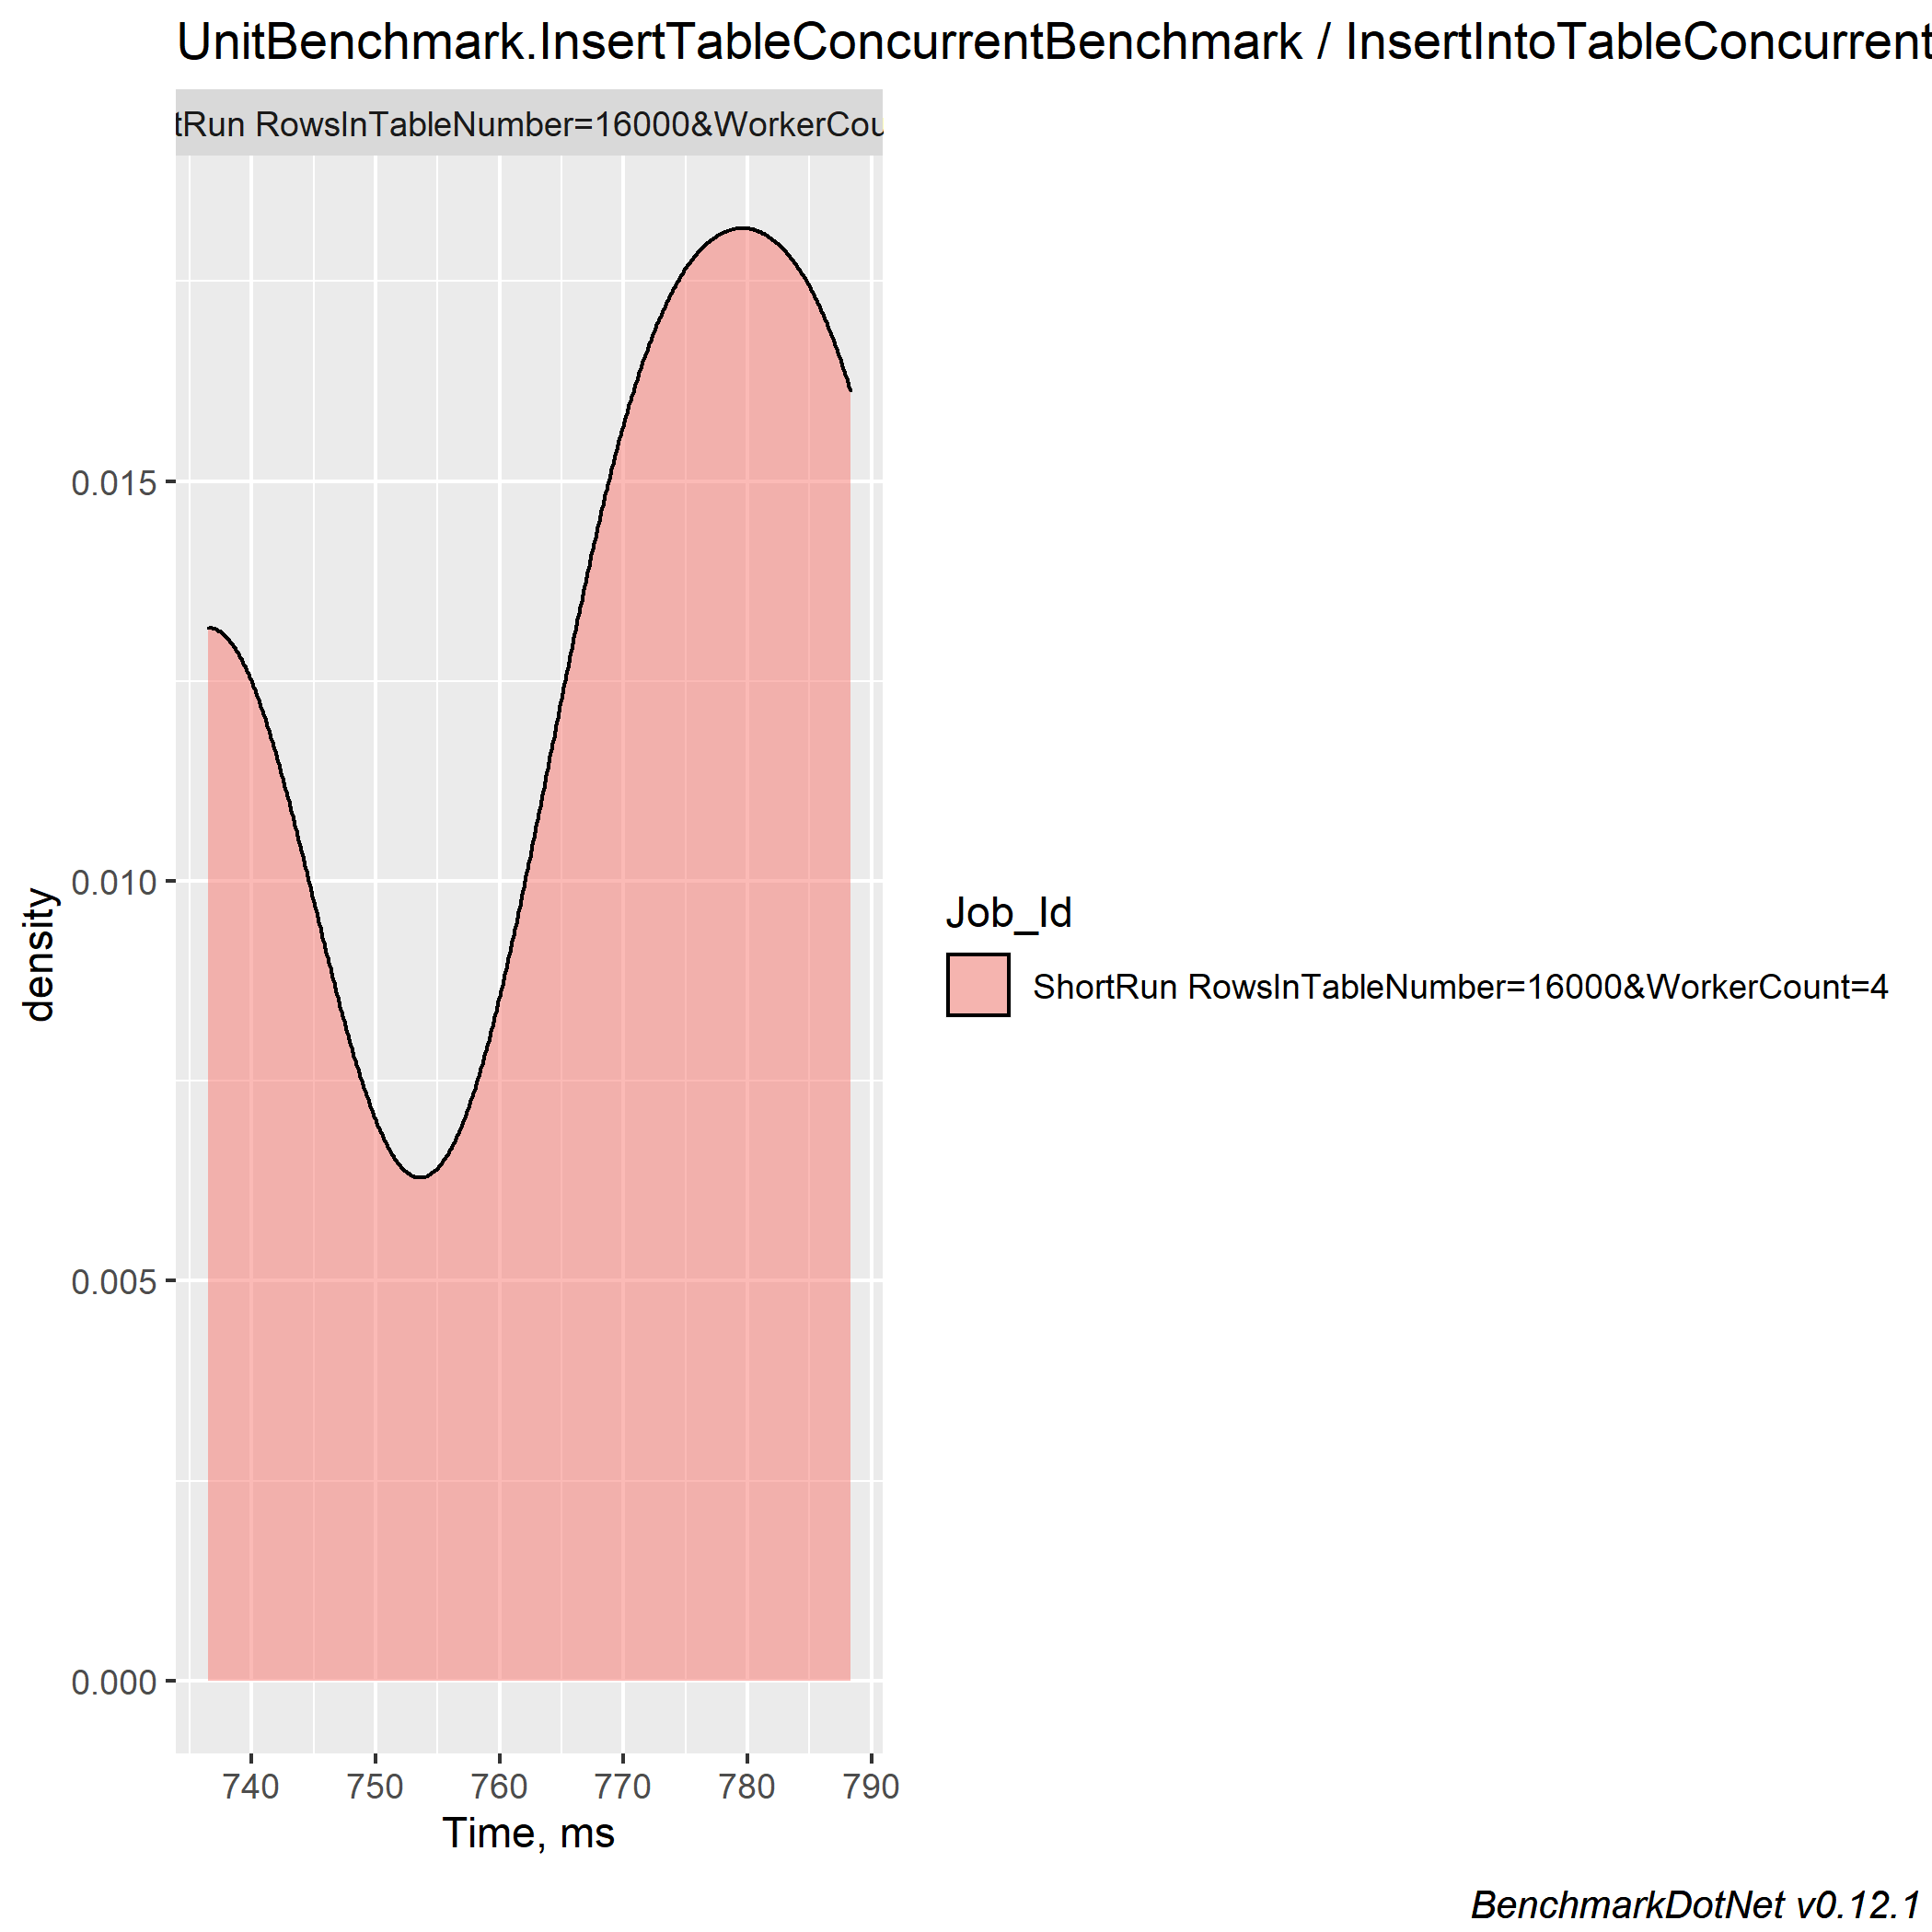 UnitBenchmark.InsertTableConcurrentBenchmark / InsertIntoTableConcurrent
tRun RowsInTableNumber=16000&WorkerCou
0.015
0.010
0.005
0.000
density
740 750 760 770 780 790
Time, ms
Job_Id
ShortRun RowsInTableNumber=16000&WorkerCount=4
BenchmarkDotNet v0.12.1